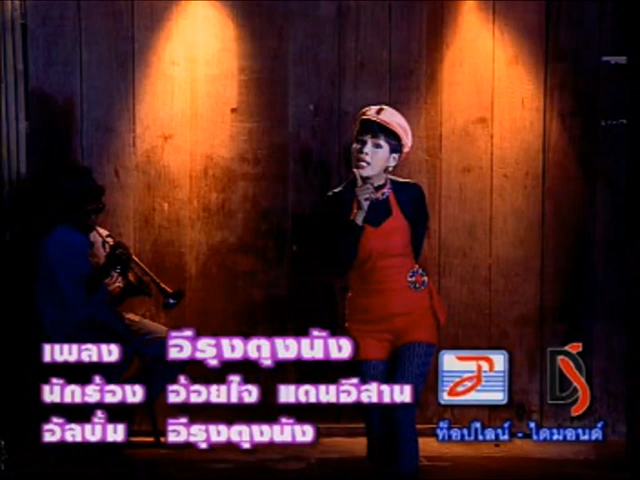 เพลง อีรุงตุงนัง
นักร่อง อ่อยใจ แดนอีสาน
อัลบั้ม อีรุงตุงนัง
ท็อปไลน์ - ไดมอนด์